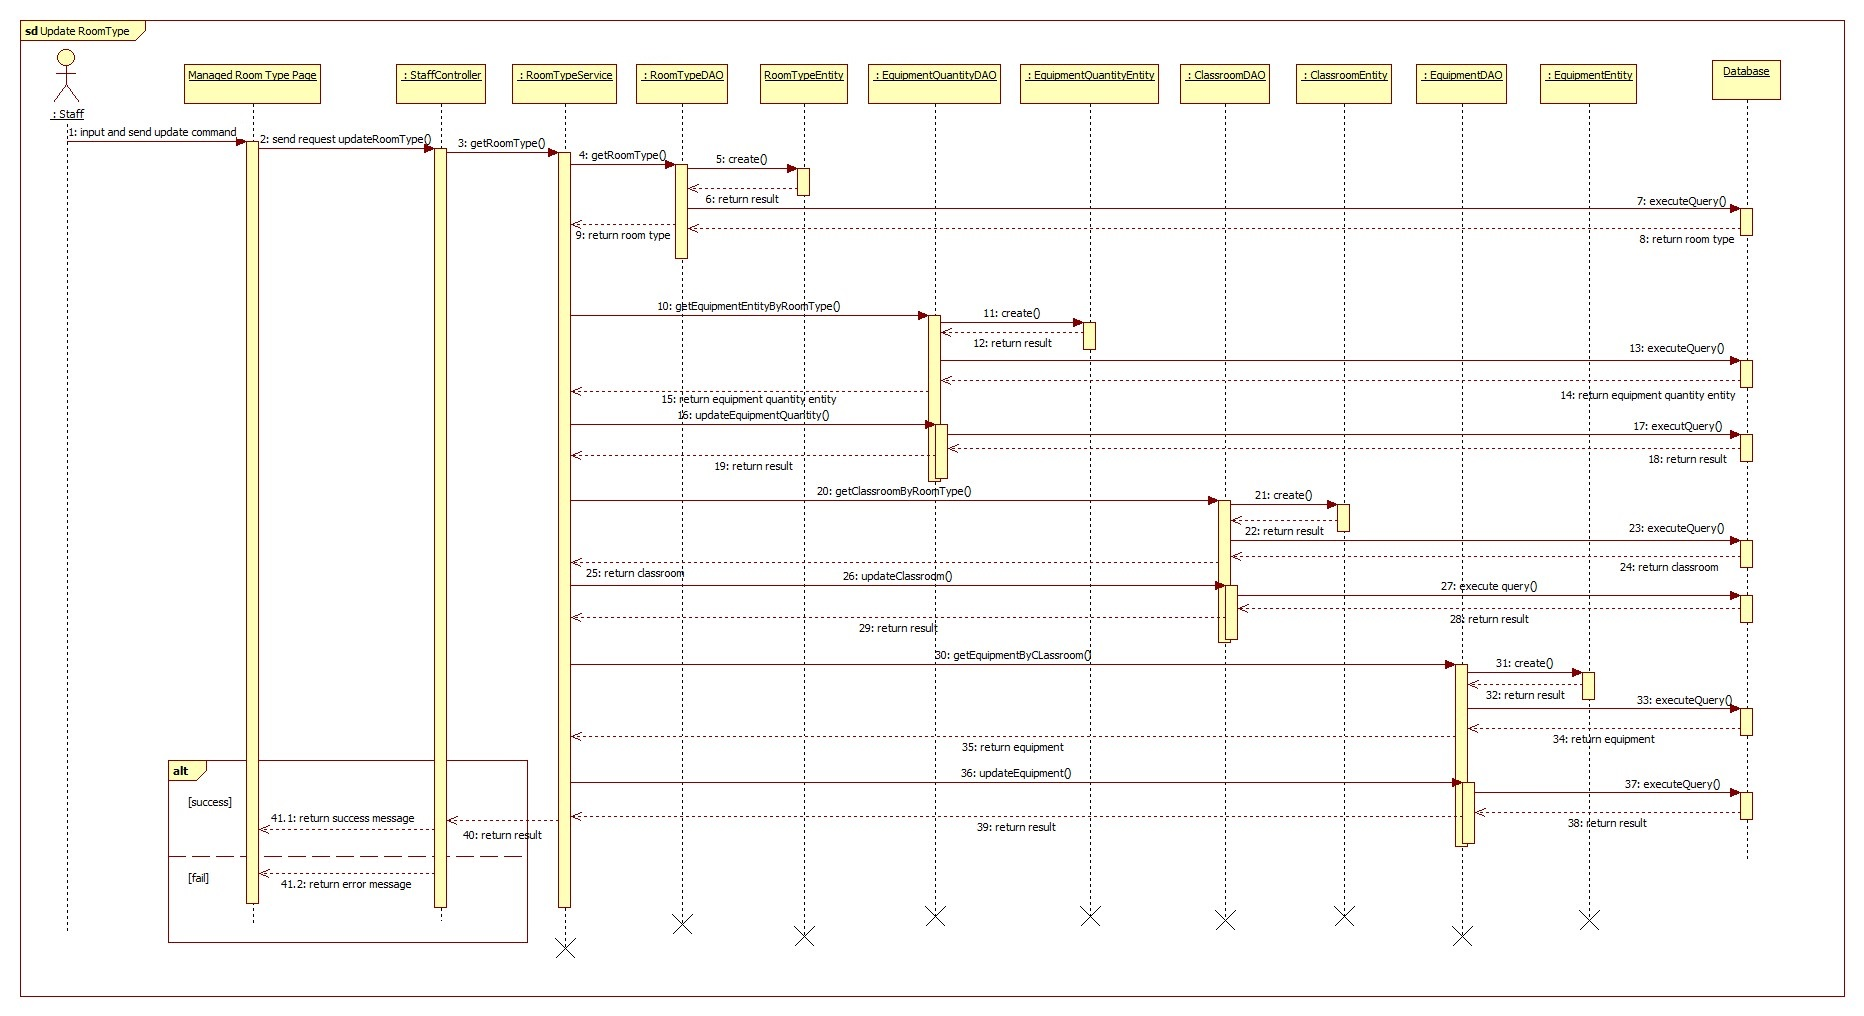 sd Update RoomType
: Staff
Managed Room Type Page
: StaffController
: RoomTypeService
: RoomTypeDAO
RoomTypeEntity
: EquipmentQuantityDAO
: EquipmentQuantityEntity
: ClassroomDAO
: ClassroomEntity
: EquipmentDAO
: EquipmentEntity
Database
1: input and send update command
2: send request updateRoomType()
3: getRoomType()
4: getRoomType()
5: create()
6: return result
7: executeQuery()
8: return room type
9: return room type
10: getEquipmentEntityByRoomType()
11: create()
12: return result
13: executeQuery()
14: return equipment quantity entity
15: return equipment quantity entity
16: updateEquipmentQuantity()
17: executQuery()
18: return result
19: return result
20: getClassroomByRoomType()
21: create()
22: return result
23: executeQuery()
24: return classroom
25: return classroom
26: updateClassroom()
27: execute query()
28: return result
29: return result
30: getEquipmentByCLassroom()
31: create()
32: return result
33: executeQuery()
34: return equipment
35: return equipment
36: updateEquipment()
37: executeQuery()
38: return result
39: return result
40: return result
alt
[success]
41.1: return success message
[fail]
41.2: return error message